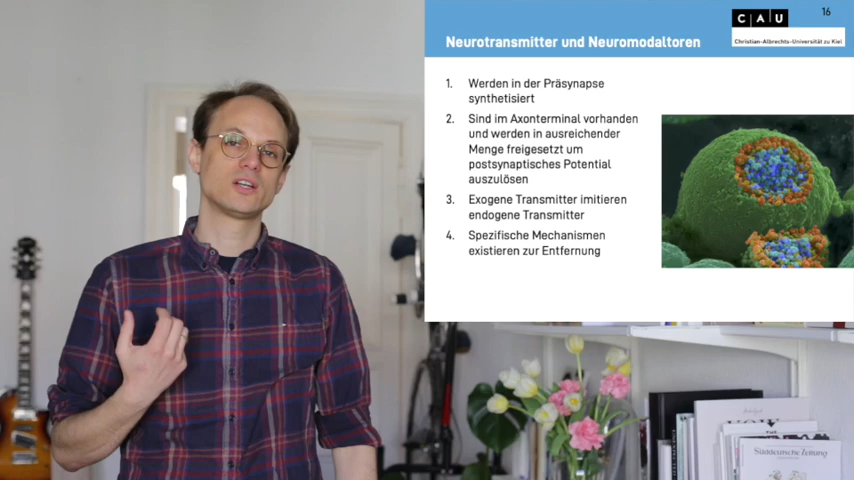 16
C A U
Christian-Albrechts-Universität zu Kiel
Neurotransmitter und Neuromodaltoren
1. Werden in der Präsynapse
synthetisiert
2. Sind im Axonterminal vorhanden
und werden in ausreichender
Menge freigesetzt um
postsynaptisches Potential
auszulösen
3. Exogene Transmitter imitieren
endogene Transmitter
4. Spezifische Mechanismen
existieren zur Entfernung
Süddeutsche Zeitung